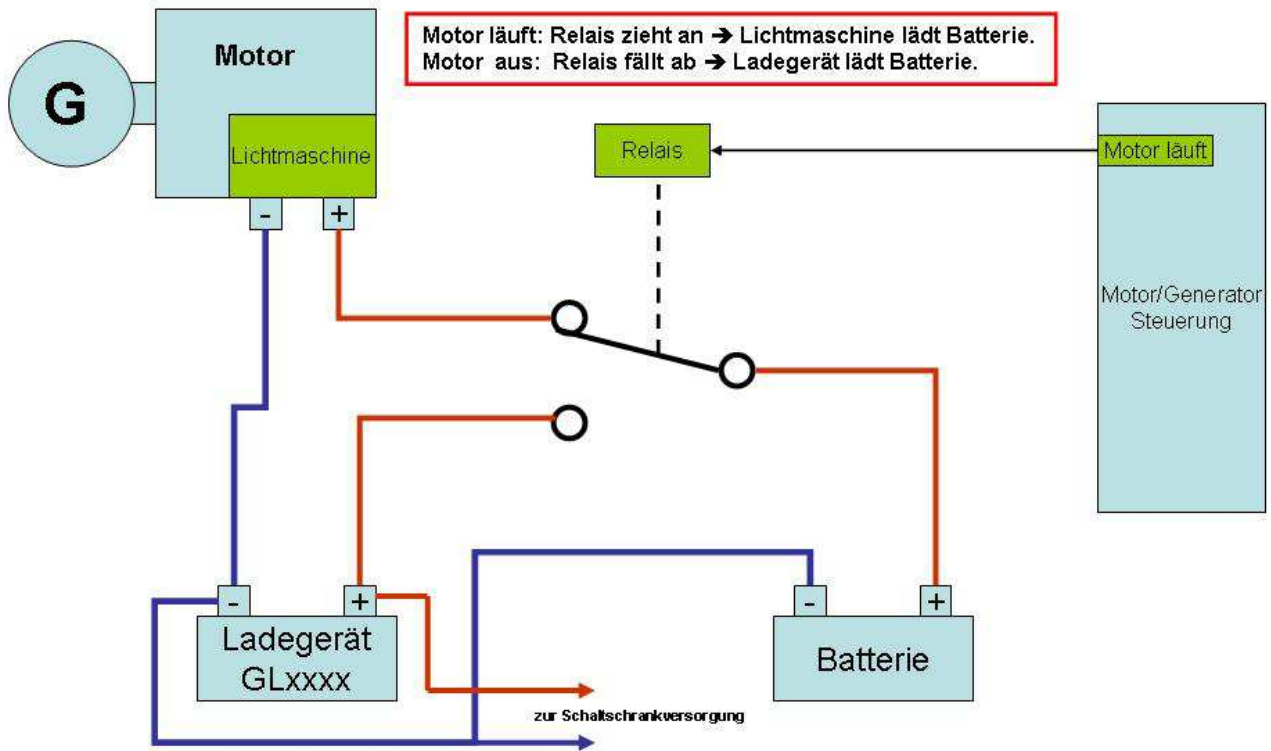 Motor läuft: Relais zieht an ➔ Lichtmaschine lädt Batterie.
Motor aus: Relais fällt ab ➔ Ladegerät lädt Batterie.
Motor
G
Lichtmaschine
- +
Relais
Motor läuft
Motor/Generator
Steuerung
- +
Ladegerät
GLxxxx
- +
Batterie
zur Schaltschrankversorgung